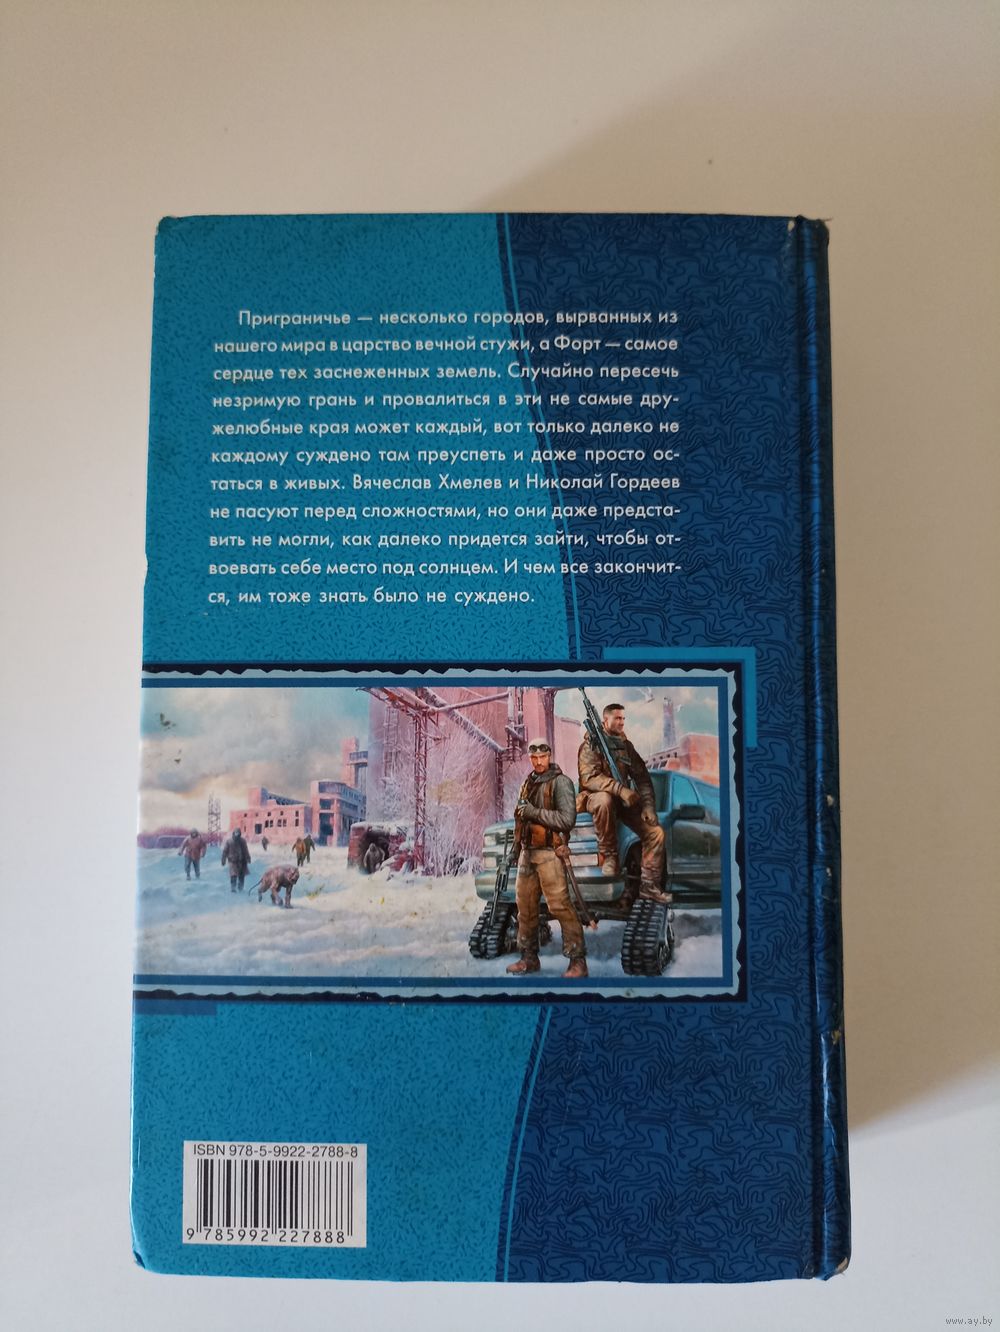 Приграничье — несколько городов, вырванных из
нашего мира в царство вечной стужи, а Форт — самое
сердце тех заснеженных земель. Случайно пересечь
незримую грань и провалиться в эти не самые дру-
желюбные края может каждый, вот только далеко не
каждому суждено там преуспеть и даже просто ос-
таться в живых. Вячеслав Хмелев и Николай Гордеев
не пасуют перед сложностями, но они даже предста-
вить не могли, как далеко придется зайти, чтобы от-
воевать себе место под солнцем. И чем все закончит-
ся, им тоже знать было не суждено.
ISBN 978-5-9922-2788-8
9 785992 227888
www.ay.by